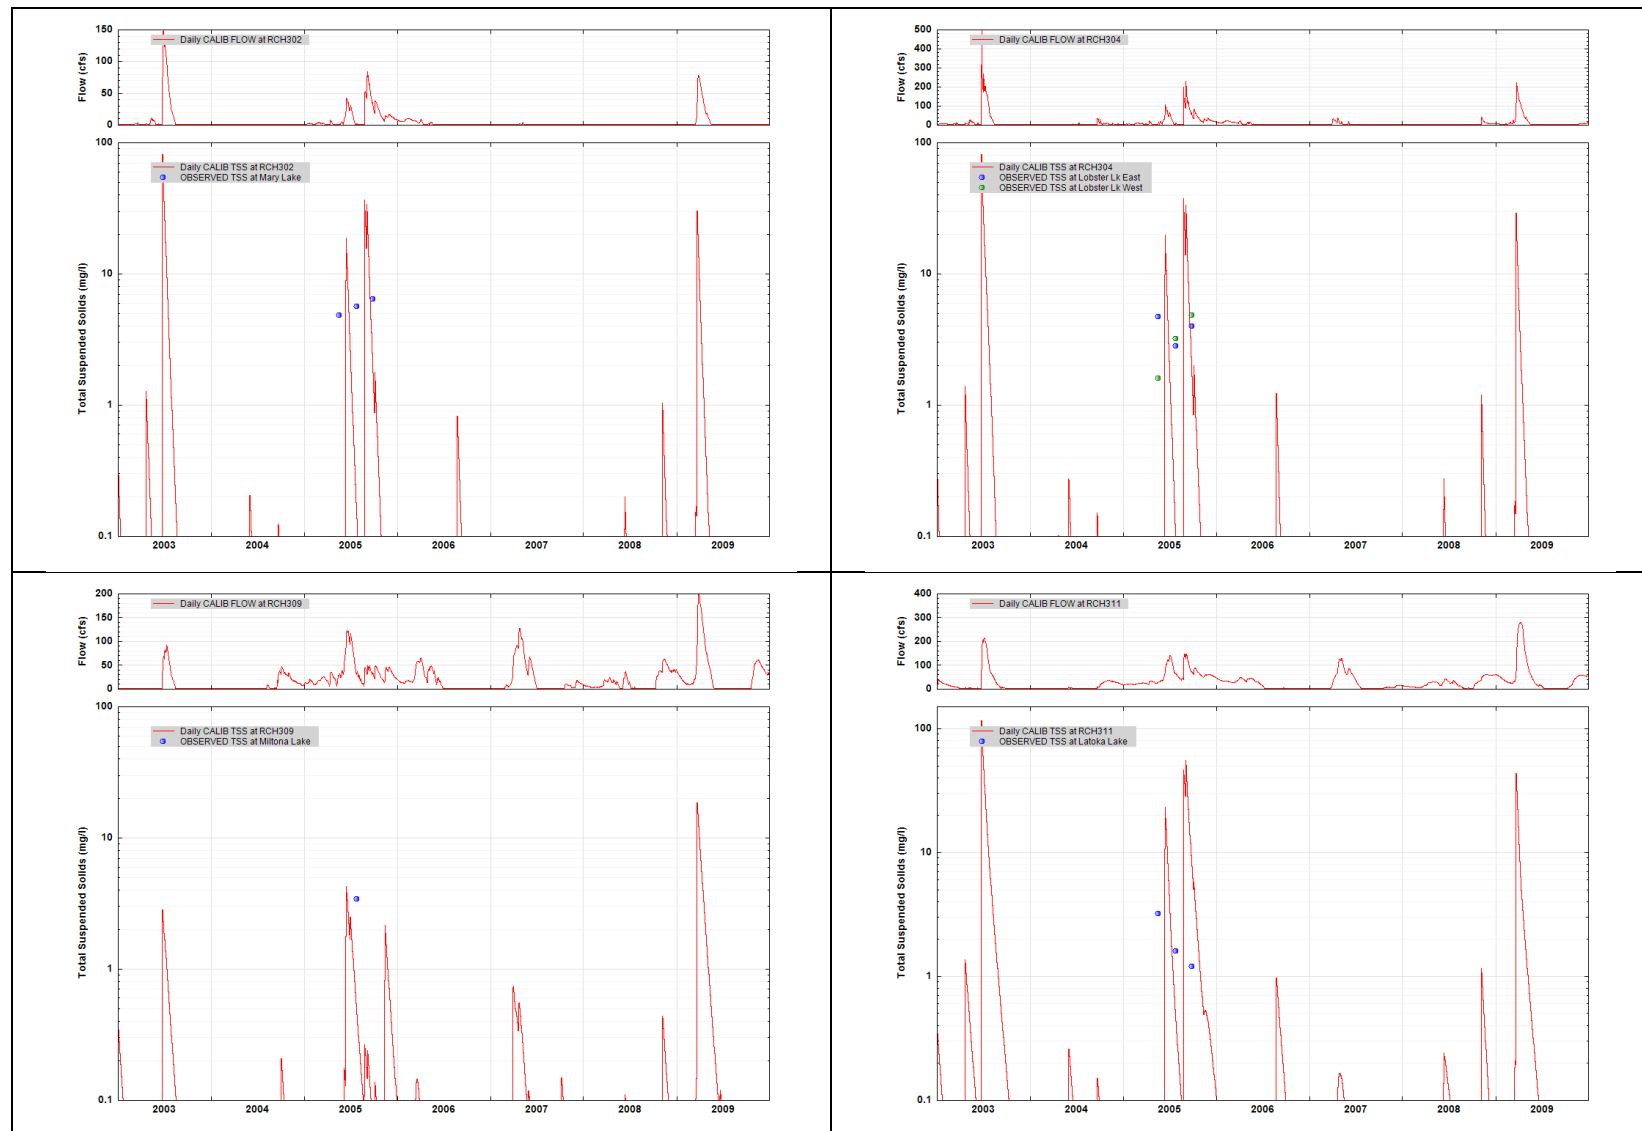 Flow (cfs)
150
100
50
0
Daily CALIB FLOW at RCH302
Total Suspended Solids (mg/l)
100
10
1
0.1
Daily CALIB TSS at RCH302
OBSERVED TSS at Mary Lake
2003 2004 2005 2006 2007 2008 2009
Flow (cfs)
500
400
300
200
100
0
Daily CALIB FLOW at RCH304
Total Suspended Solids (mg/l)
100
10
1
0.1
Daily CALIB TSS at RCH304
OBSERVED TSS at Lobster Lk East
OBSERVED TSS at Lobster Lk West
2003 2004 2005 2006 2007 2008 2009
Flow (cfs)
200
150
100
50
0
Daily CALIB FLOW at RCH309
Total Suspended Solids (mg/l)
100
10
1
0.1
Daily CALIB TSS at RCH309
OBSERVED TSS at Miltona Lake
2003 2004 2005 2006 2007 2008 2009
Flow (cfs)
400
300
200
100
0
Daily CALIB FLOW at RCH311
Total Suspended Solids (mg/l)
100
10
1
0.1
Daily CALIB TSS at RCH311
OBSERVED TSS at Latoka Lake
2003 2004 2005 2006 2007 2008 2009